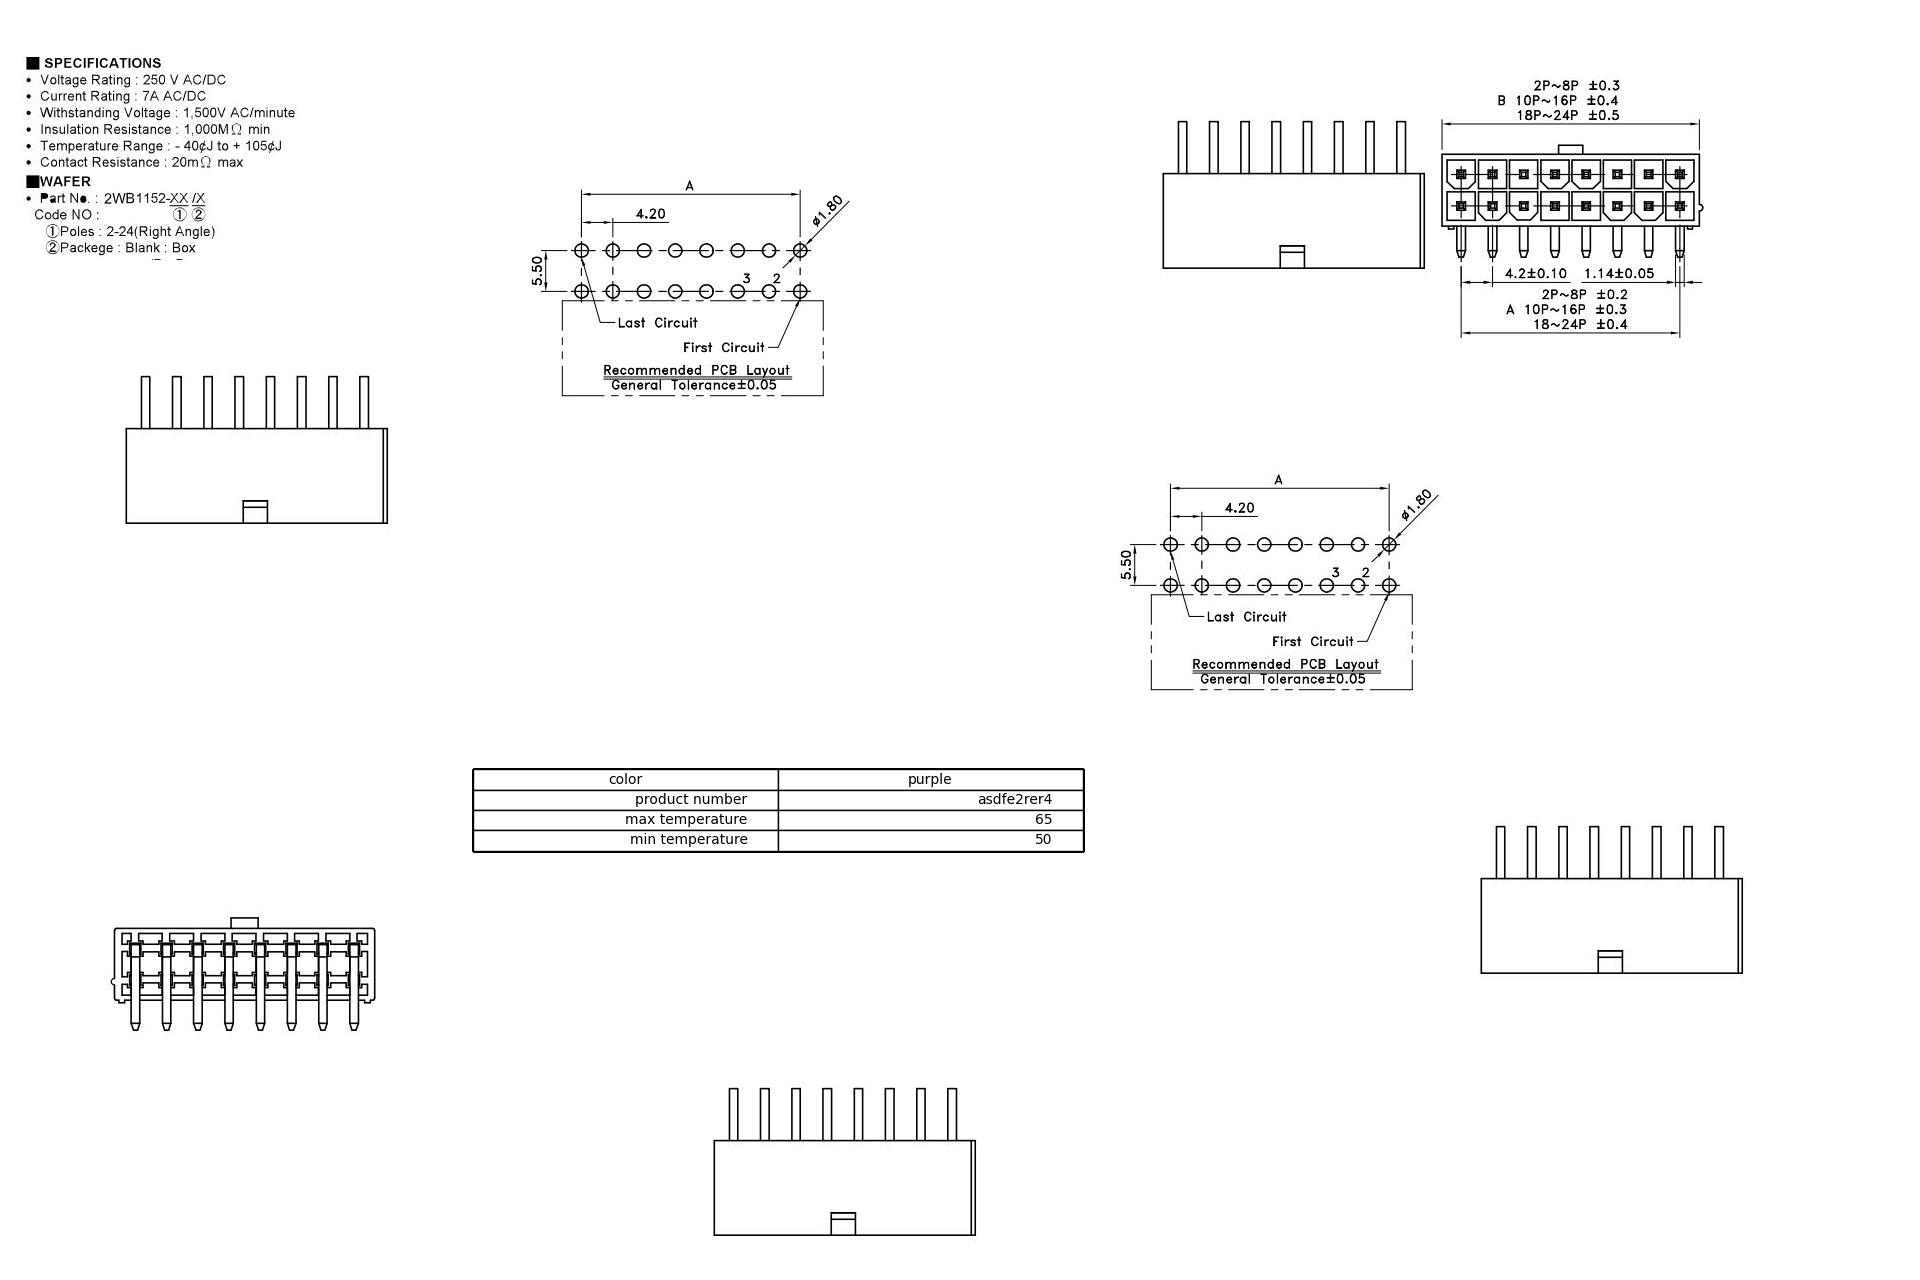 ■ SPECIFICATIONS
• Voltage Rating : 250 V AC/DC
• Current Rating : 7A AC/DC
• Withstanding Voltage : 1,500V AC/minute
• Insulation Resistance : 1,000MΩ min
• Temperature Range : - 40¢J to + 105¢J
• Contact Resistance : 20mΩ max
■WAFER
• Part No. : 2WB1152-XX /X
Code NO : ① ②
①Poles : 2-24(Right Angle)
②Packege : Blank : Box
A
4.20
ø1.80
5.50
3 2
Last Circuit
First Circuit
Recommended PCB Layout
General Tolerance±0.05
2P~8P ±0.3
B 10P~16P ±0.4
18P~24P ±0.5
4.2±0.10 1.14±0.05
2P~8P ±0.2
A 10P~16P ±0.3
18~24P ±0.4
A
4.20
ø1.80
5.50
3 2
Last Circuit
First Circuit
Recommended PCB Layout
General Tolerance±0.05
color purple
product number asdfe2rer4
max temperature 65
min temperature 50